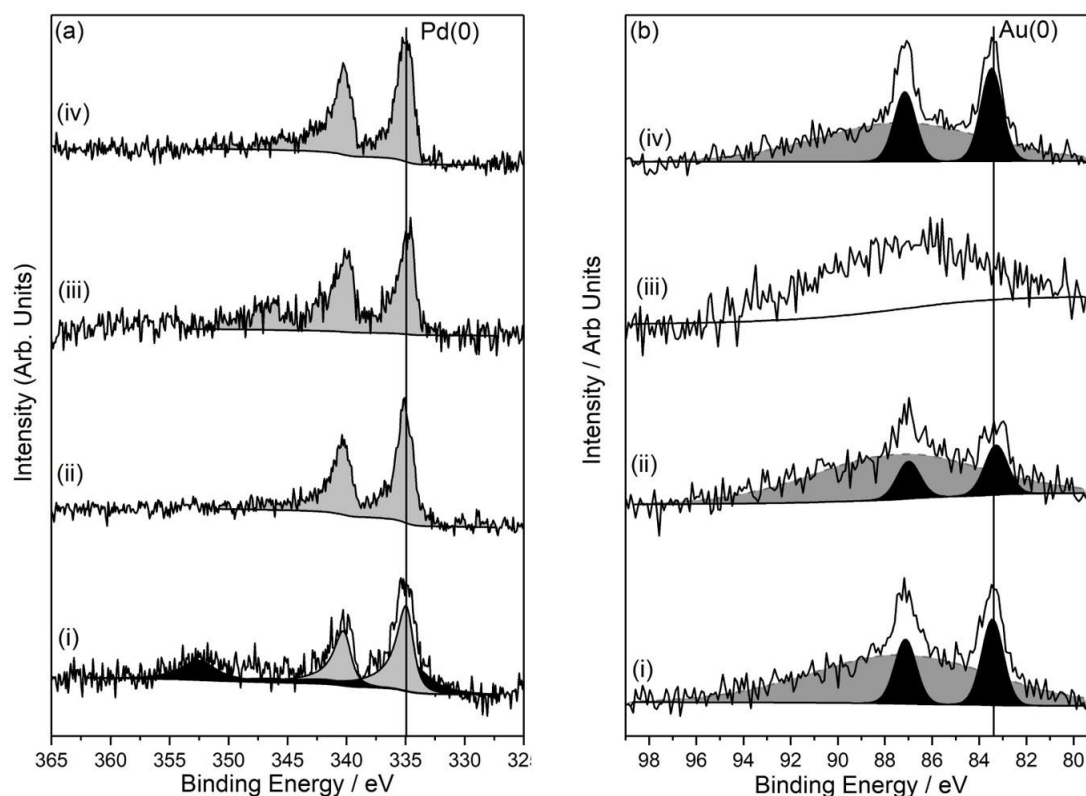 (a)
Pd(0)
(iv)
(iii)
(ii)
(i)
Intensity (Arb. Units)
365 360 355 350 345 340 335 330 325
Binding Energy / eV
(b)
Au(0)
(iv)
(iii)
(ii)
(i)
Intensity / Arb Units
98 96 94 92 90 88 86 84 82 80
Binding Energy / eV